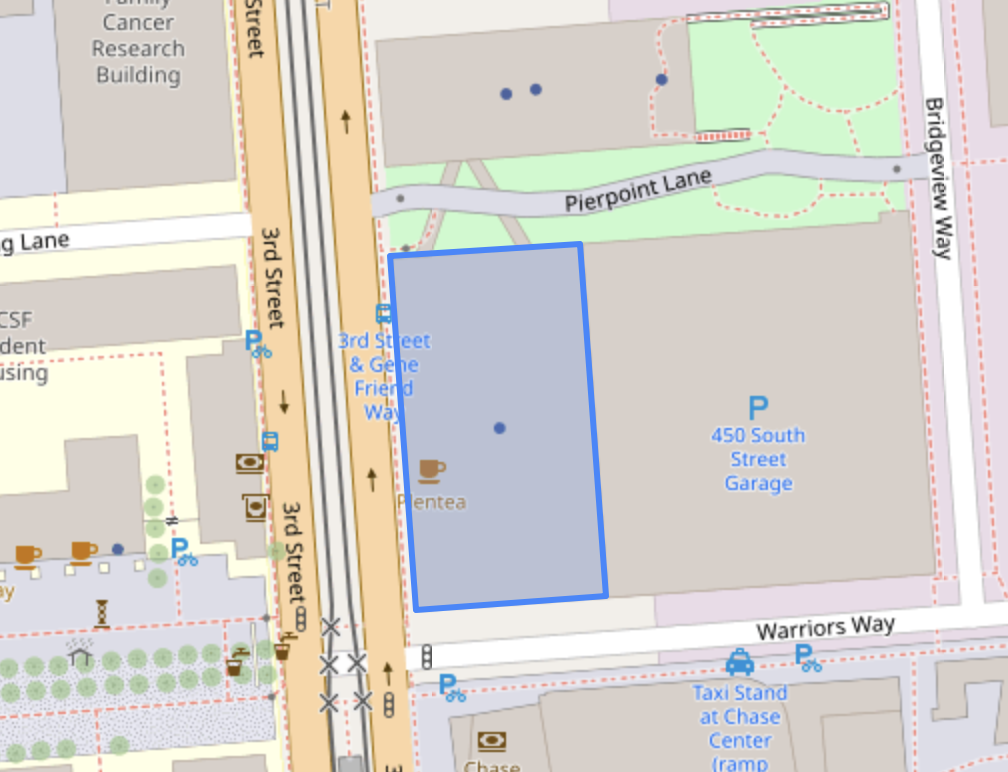 Family
Cancer
Research
Building
Street
Pierpoint Lane
Bridgeview Way
g Lane
3rd Street
CSF
dent
using
3rd Street
& Gene
Friend
Way
P
450 South
Street
Garage
Plentea
3rd Street
ay
Warriors Way
Taxi Stand
at Chase
Center
(ramp
Chase